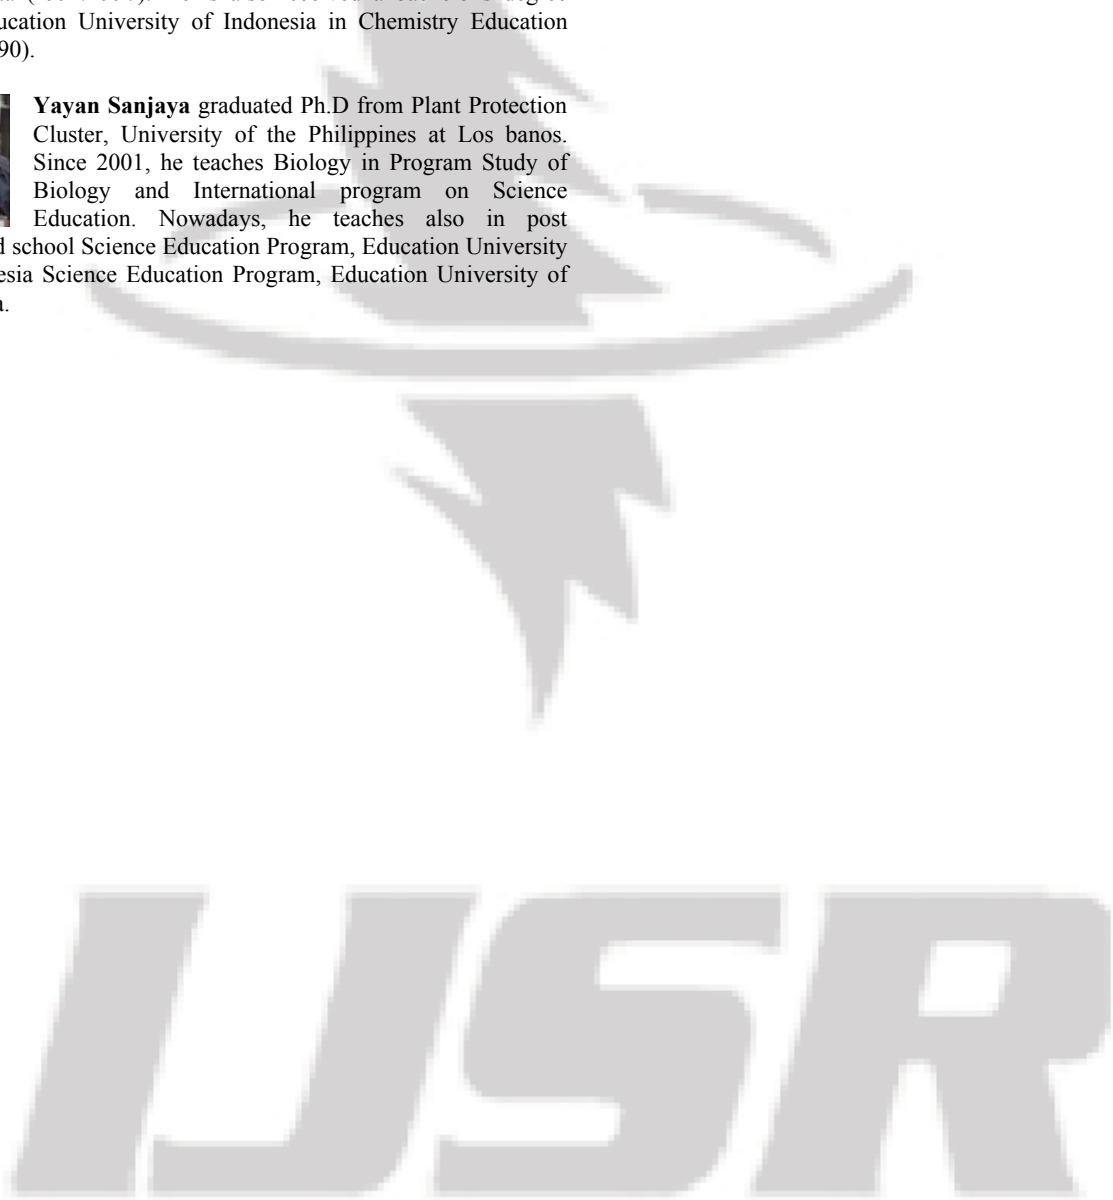 ucation University of Indonesia in Chemistry Education
90).
Yayan Sanjaya graduated Ph.D from Plant Protection
Cluster, University of the Philippines at Los banos.
Since 2001, he teaches Biology in Program Study of
Biology and International program on Science
Education. Nowadays, he teaches also in post
d school Science Education Program, Education University
esia Science Education Program, Education University of
a.
IJSR